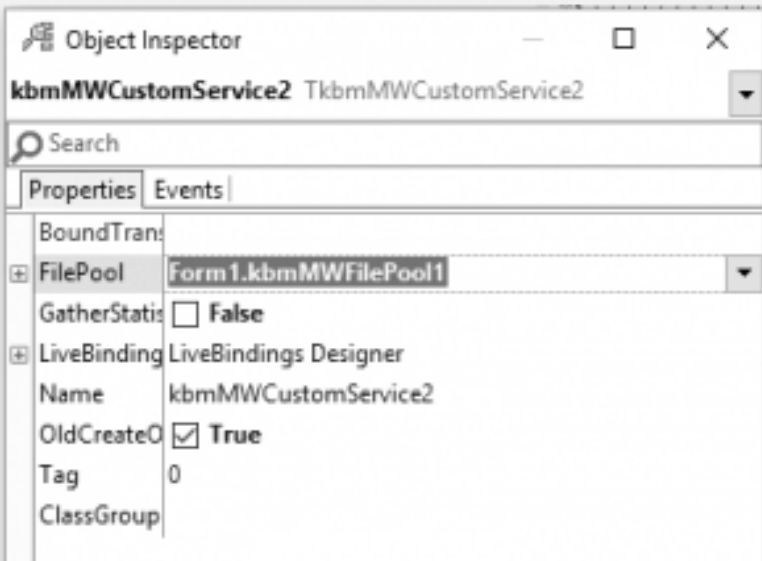 Object Inspector
kbmMWCustomService2 TkbmMWCustomService2
Search
Properties Events
BoundTrans
FilePool Form1.kbmMWFilePool1
GatherStatis False
LiveBinding LiveBindings Designer
Name kbmMWCustomService2
OldCreateO True
Tag 0
ClassGroup